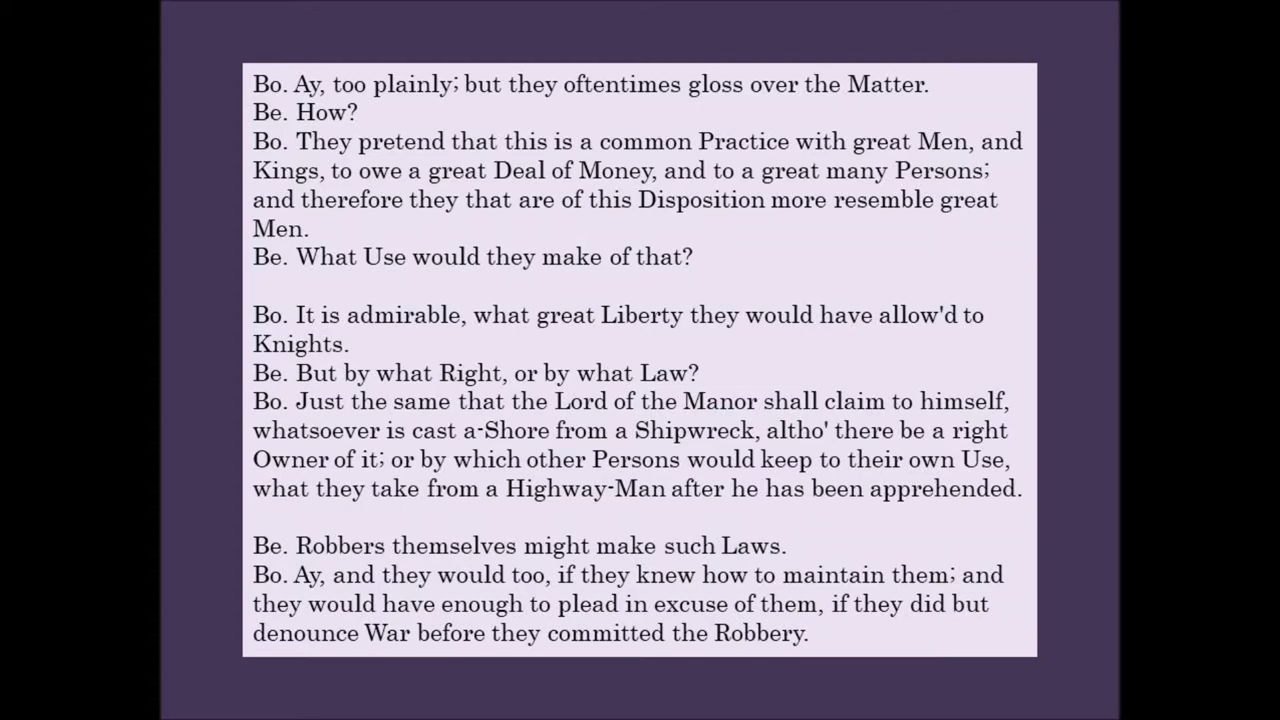 Bo. Ay, too plainly; but they oftentimes gloss over the Matter.
Be. How?
Bo. They pretend that this is a common Practice with great Men, and
Kings, to owe a great Deal of Money, and to a great many Persons;
and therefore they that are of this Disposition more resemble great
Men.
Be. What Use would they make of that?
Bo. It is admirable, what great Liberty they would have allow'd to
Knights.
Be. But by what Right, or by what Law?
Bo. Just the same that the Lord of the Manor shall claim to himself,
whatsoever is cast a-Shore from a Shipwreck, altho' there be a right
Owner of it; or by which other Persons would keep to their own Use,
what they take from a Highway-Man after he has been apprehended.
Be. Robbers themselves might make such Laws.
Bo. Ay, and they would too, if they knew how to maintain them; and
they would have enough to plead in excuse of them, if they did but
denounce War before they committed the Robbery.